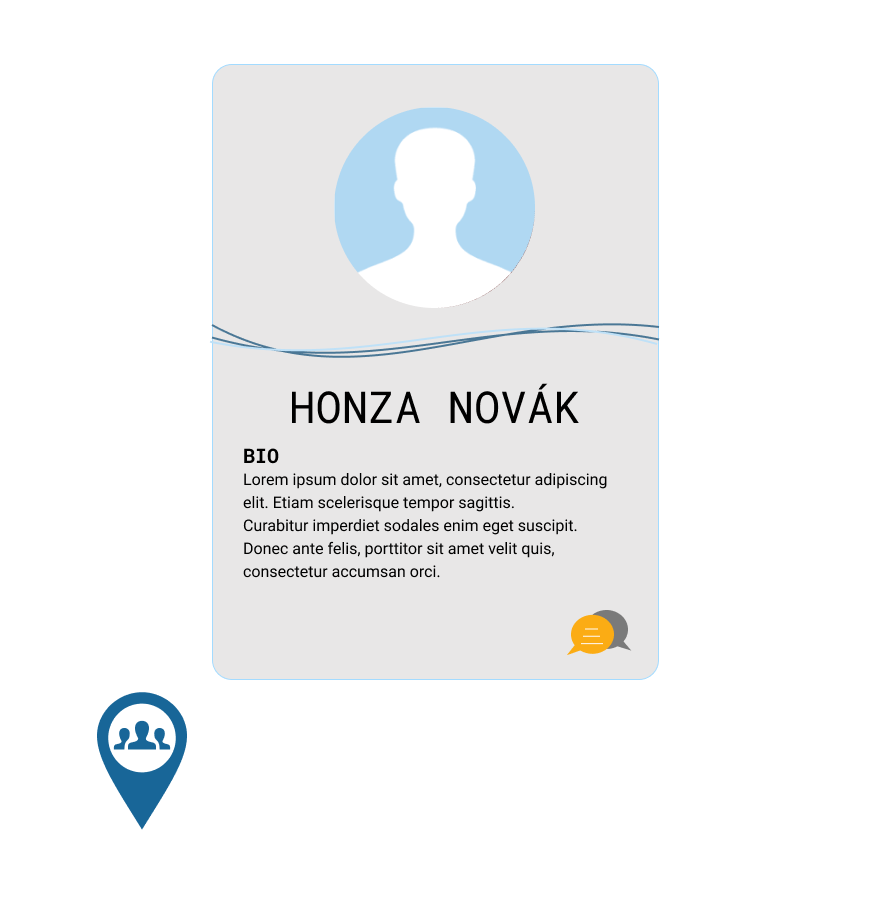 HONZA NOVÁK
BIO
Lorem ipsum dolor sit amet, consectetur adipiscing
elit. Etiam scelerisque tempor sagittis.
Curabitur imperdiet sodales enim eget suscipit.
Donec ante felis, porttitor sit amet velit quis,
consectetur accumsan orci.